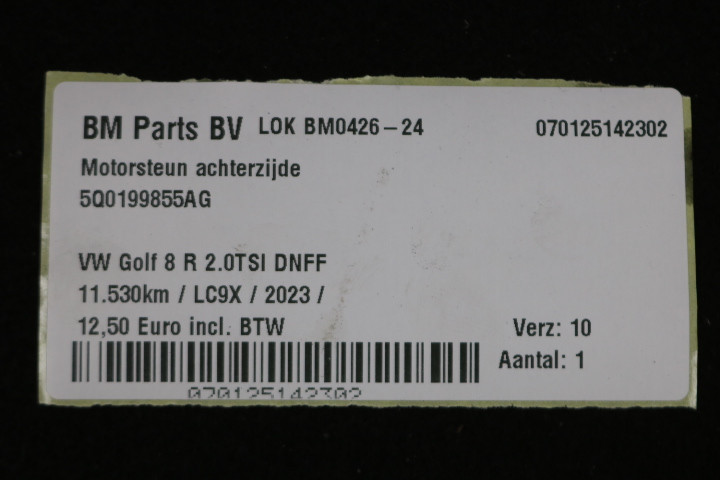 BM Parts BV LOK BM0426-24 070125142302
Motorsteun achterzijde
5Q0199855AG
VW Golf 8 R 2.0TSI DNFF
11.530km / LC9X / 2023 /
12,50 Euro incl. BTW Verz: 10
Aantal: 1
070125142302